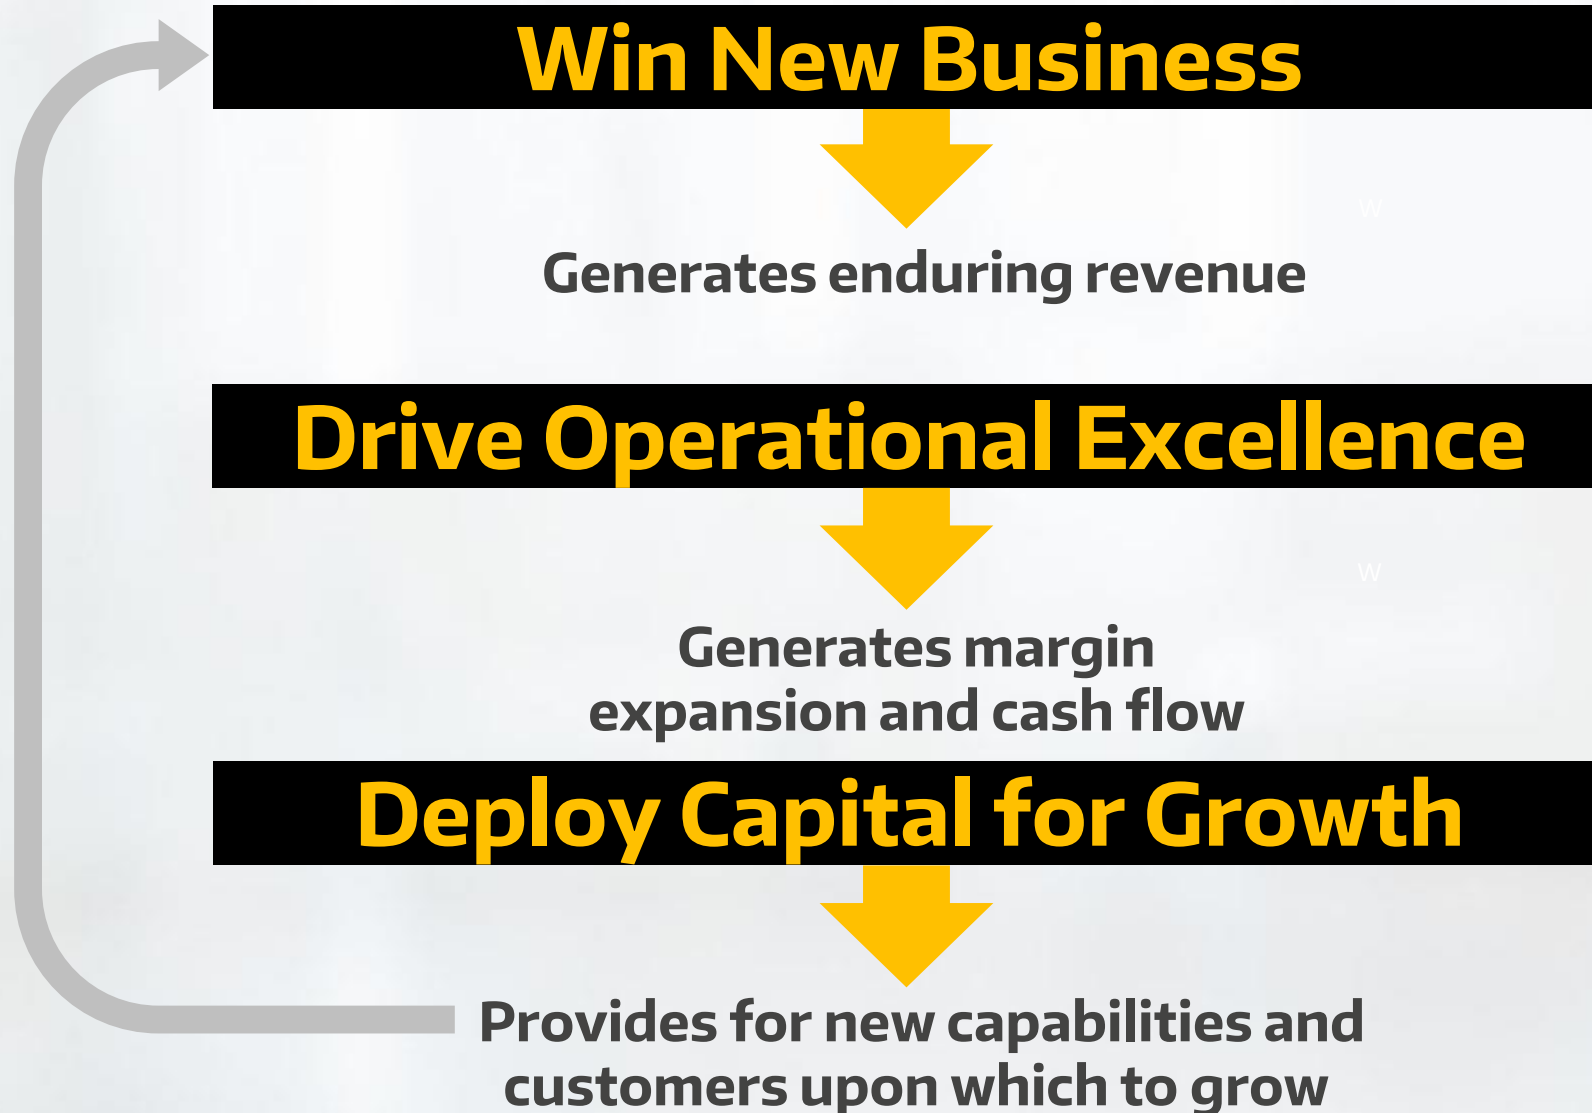 Win New Business
W
Generates enduring revenue
Drive Operational Excellence
W
Generates margin
expansion and cash flow
Deploy Capital for Growth
Provides for new capabilities and
customers upon which to grow